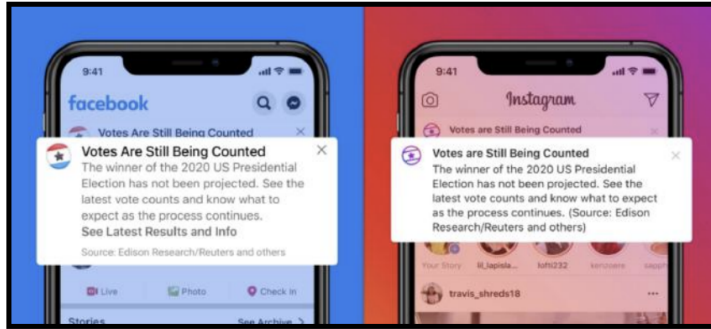 9:41
facebook
Votes Are Still Being Counted
Votes Are Still Being Counted
The winner of the 2020 US Presidential
Election has not been projected. See the
latest vote counts and know what to
expect as the process continues.
See Latest Results and Info
Source: Edison Research/Reuters and others
Live
Photo
Check in
Stories
See Archive
9:41
Instagram
Votes are Still Being Counted
Votes are Still Being Counted
The winner of the 2020 US Presidential
Election has not been projected. See the
latest vote counts and know what to
expect as the process continues. (Source: Edison
Research/Reuters and others)
Your Story
lil_lapisla...
lofti232
kenzoere
travis_shreds18